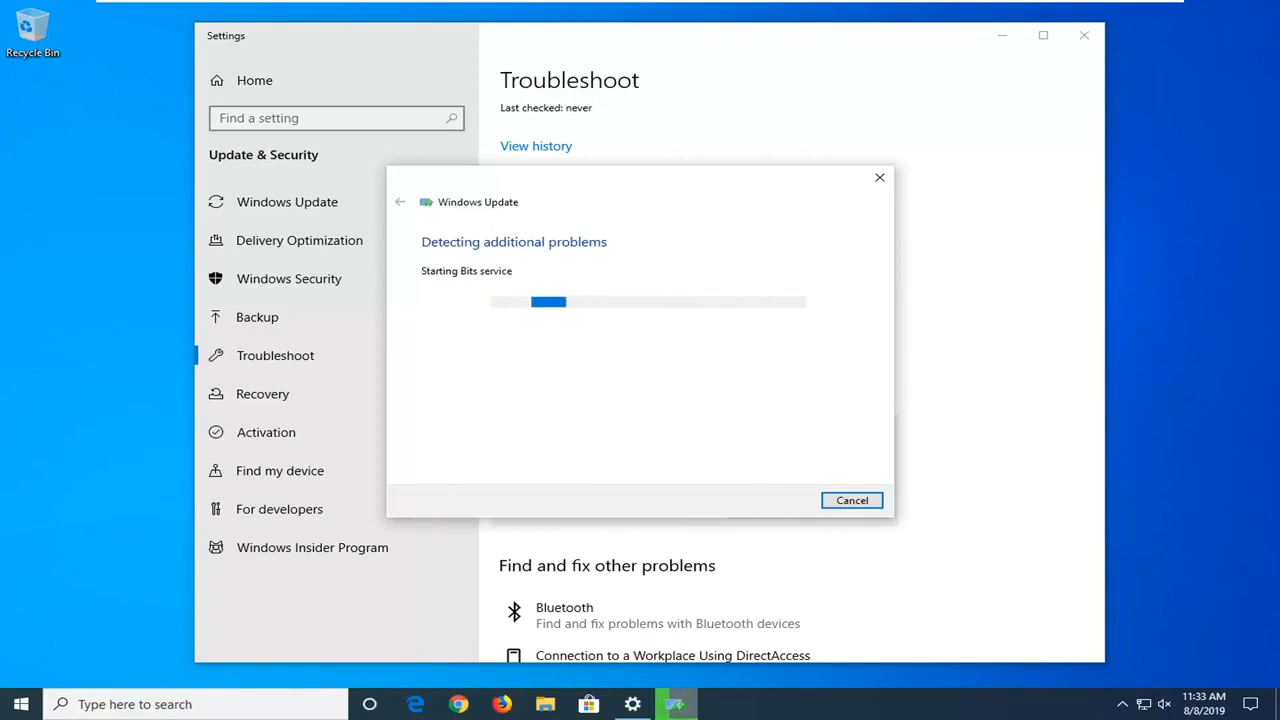 Recycle Bin
Settings
Home
Find a setting
Update & Security
Windows Update
Delivery Optimization
Windows Security
Backup
Troubleshoot
Recovery
Activation
Find my device
For developers
Windows Insider Program
Troubleshoot
Last checked: never
View history
Windows Update
Detecting additional problems
Starting Bits service
Cancel
Find and fix other problems
Bluetooth
Find and fix problems with Bluetooth devices
Connection to a Workplace Using DirectAccess
Type here to search
11:33 AM
8/8/2019